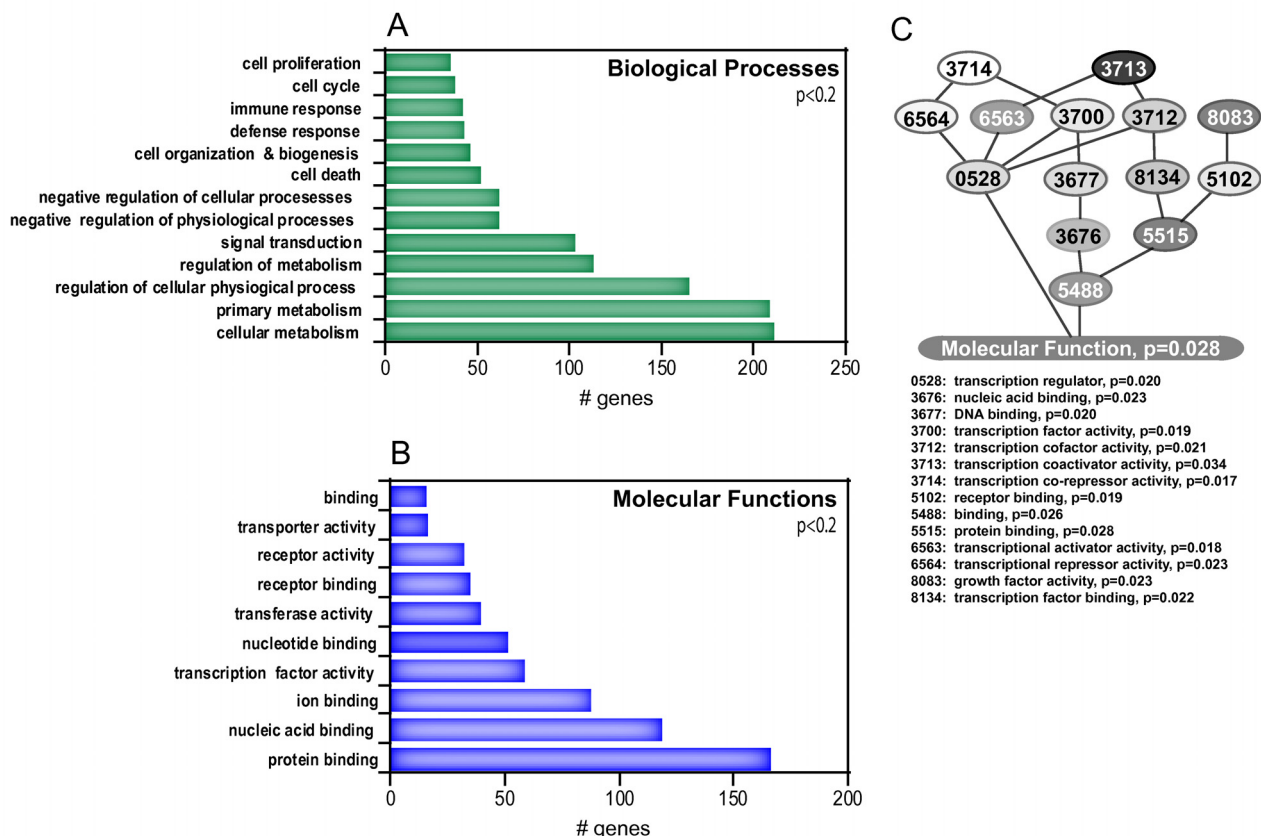 A
Biological Processes
p<0.2
cell proliferation
cell cycle
immune response
defense response
cell organization & biogenesis
cell death
negative regulation of cellular procesesses
negative regulation of physiological processes
signal transduction
regulation of metabolism
regulation of cellular physiological process
primary metabolism
cellular metabolism
0 50 100 150 200 250
# genes
B
Molecular Functions
p<0.2
binding
transporter activity
receptor activity
receptor binding
transferase activity
nucleotide binding
transcription factor activity
ion binding
nucleic acid binding
protein binding
0 50 100 150 200
# genes
C
3714 3713
6564 6563 3700 3712 8083
0528 3677 8134 5102
3676 5515
5488
Molecular Function, p=0.028
0528: transcription regulator, p=0.020
3676: nucleic acid binding, p=0.023
3677: DNA binding, p=0.020
3700: transcription factor activity, p=0.019
3712: transcription cofactor activity, p=0.021
3713: transcription coactivator activity, p=0.034
3714: transcription co-repressor activity, p=0.017
5102: receptor binding, p=0.019
5488: binding, p=0.026
5515: protein binding, p=0.028
6563: transcriptional activator activity, p=0.018
6564: transcriptional repressor activity, p=0.023
8083: growth factor activity, p=0.023
8134: transcription factor binding, p=0.022